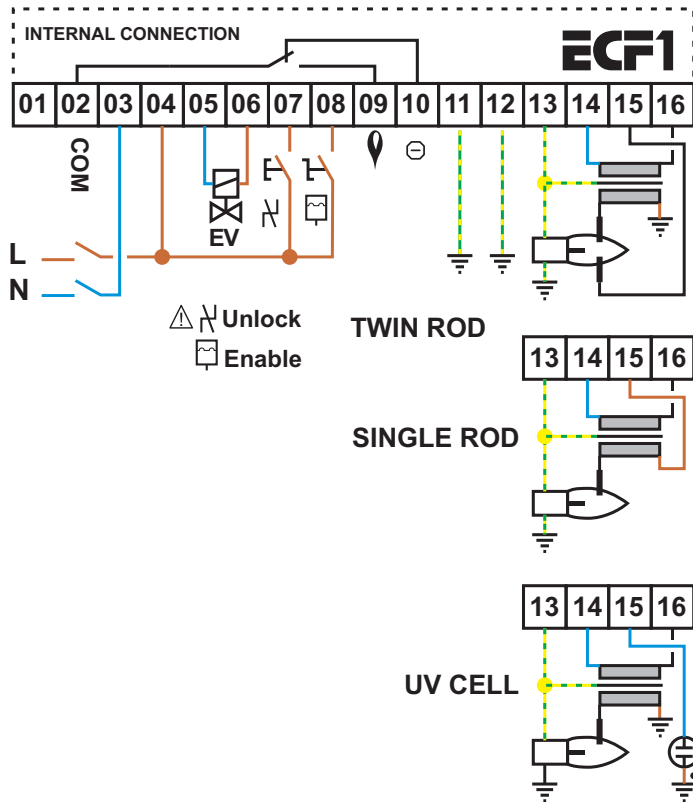 INTERNAL CONNECTION
ECF1
01 02 03 04 05 06 07 08 09 10 11 12 13 14 15 16
COM
EV
L
N
Unlock
Enable
TWIN ROD
13 14 15 16
SINGLE ROD
13 14 15 16
UV CELL